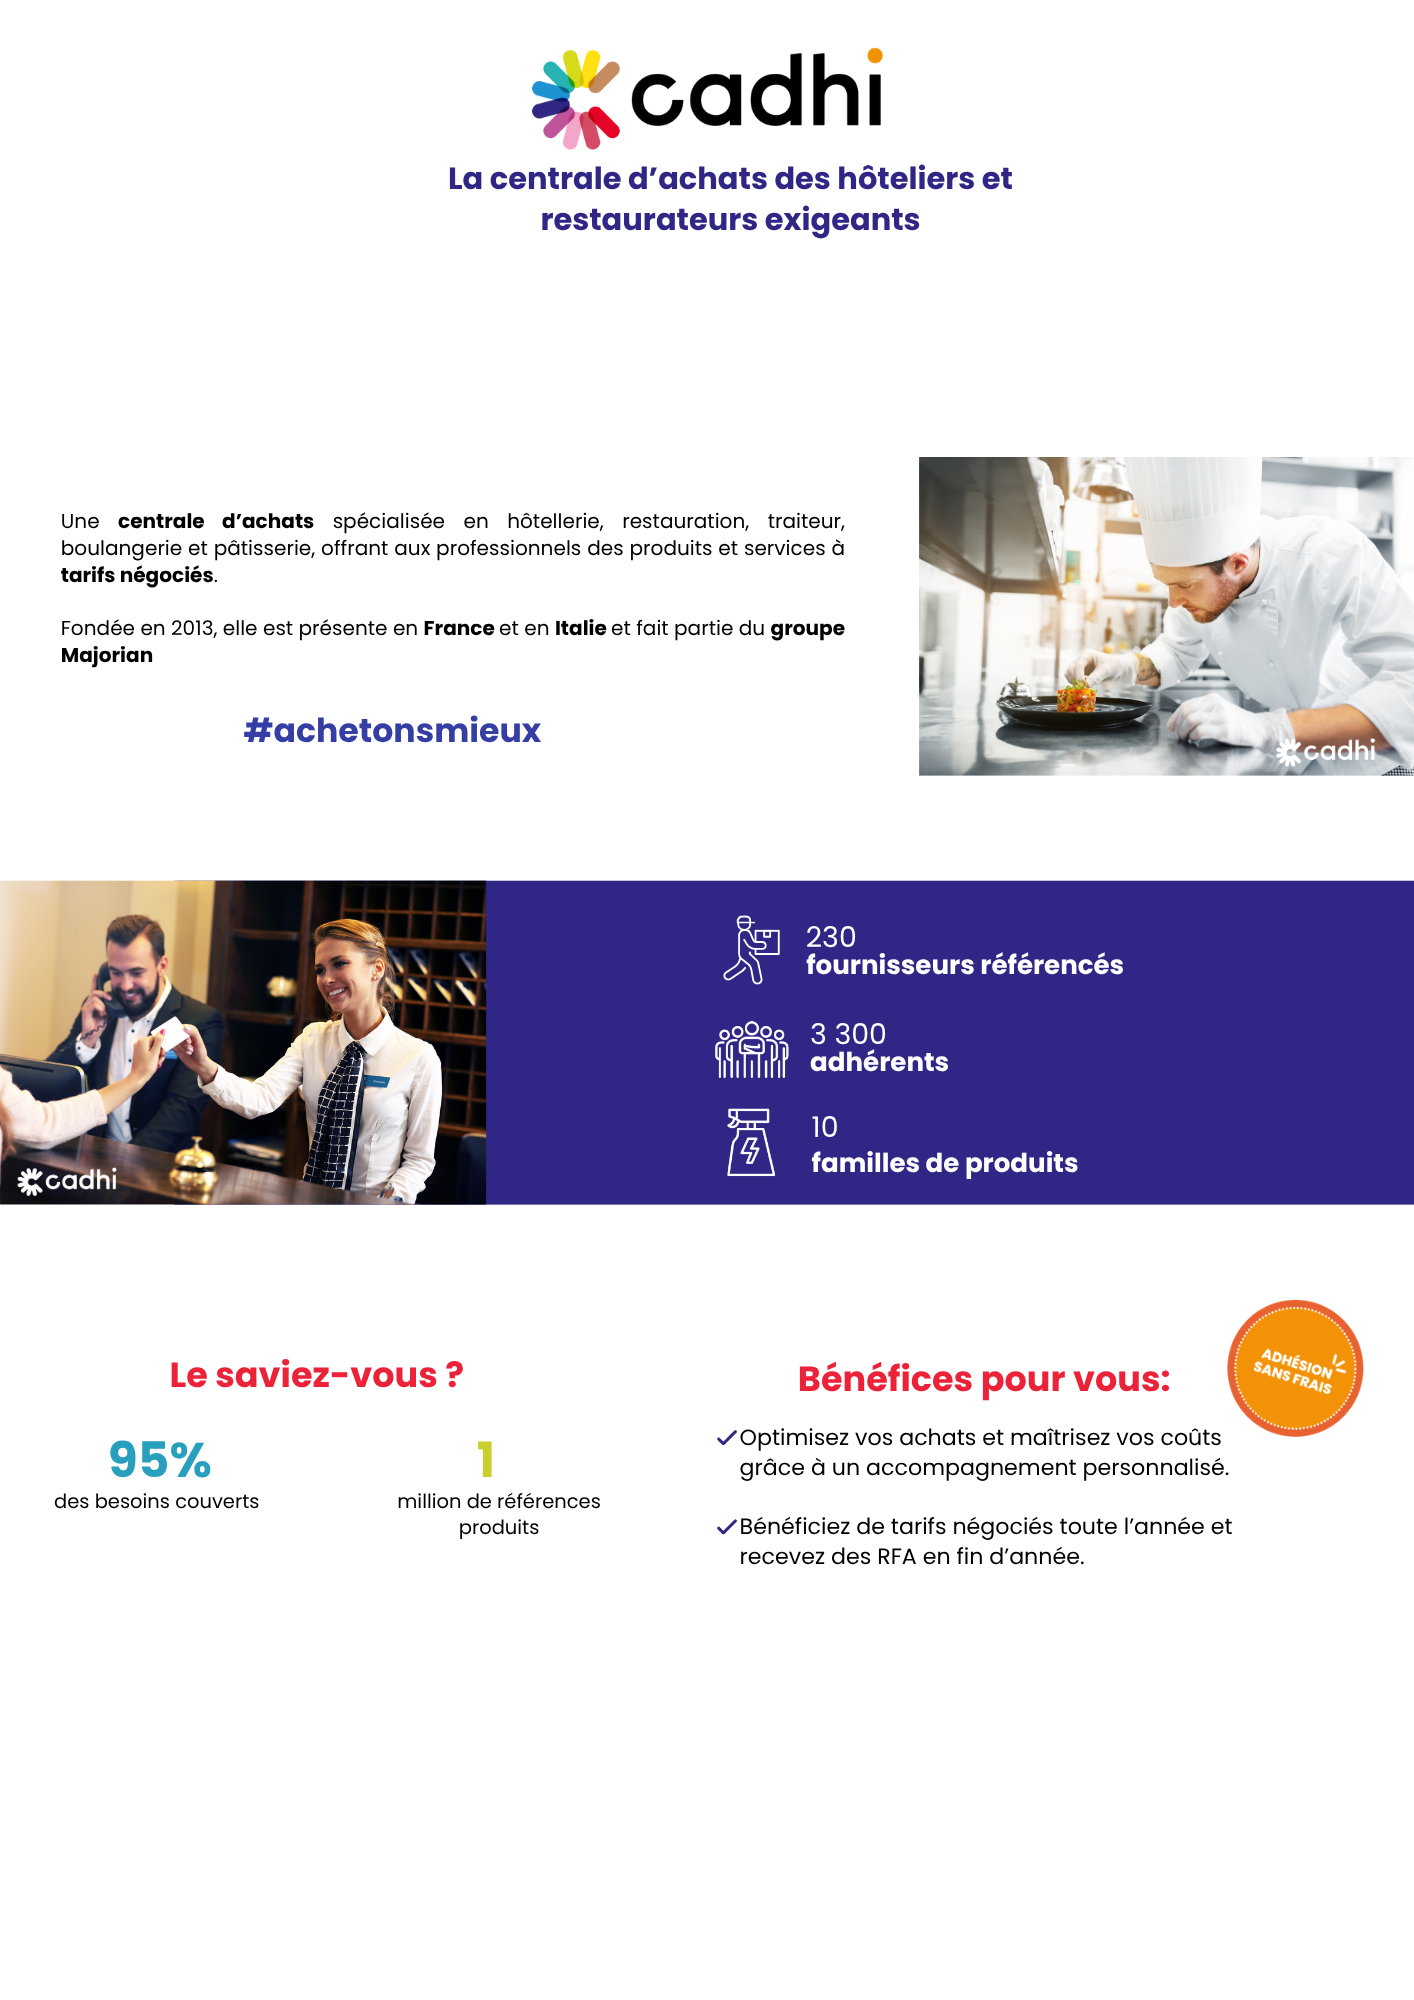 cadhi
La centrale d’achats des hôteliers et
restaurateurs exigeants
Une centrale d’achats spécialisée en hôtellerie, restauration, traiteur,
boulangerie et pâtisserie, offrant aux professionnels des produits et services à
tarifs négociés.
Fondée en 2013, elle est présente en France et en Italie et fait partie du groupe
Majorian
#achetonsmieux
cadhi
230
fournisseurs référencés
3 300
adhérents
10
familles de produits
cadhi
Le saviez-vous ?
95%
des besoins couverts
1
million de références
produits
Bénéfices pour vous:
ADHÉSION
SANS FRAIS
Optimisez vos achats et maîtrisez vos coûts
grâce à un accompagnement personnalisé.
Bénéficiez de tarifs négociés toute l’année et
recevez des RFA en fin d’année.